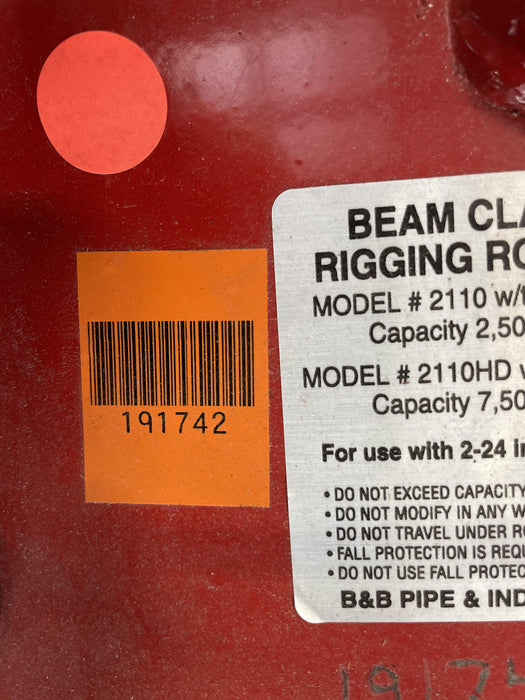 BEAM CLA
RIGGING RO
MODEL # 2110 w/
Capacity 2,50
MODEL # 2110HD
Capacity 7,50
For use with 2-24 i
• DO NOT EXCEED CAPACITY
• DO NOT MODIFY IN ANY W
• DO NOT TRAVEL UNDER R
• FALL PROTECTION IS REQU
• DO NOT USE FALL PROTEC
B&B PIPE & IND
191742
1917